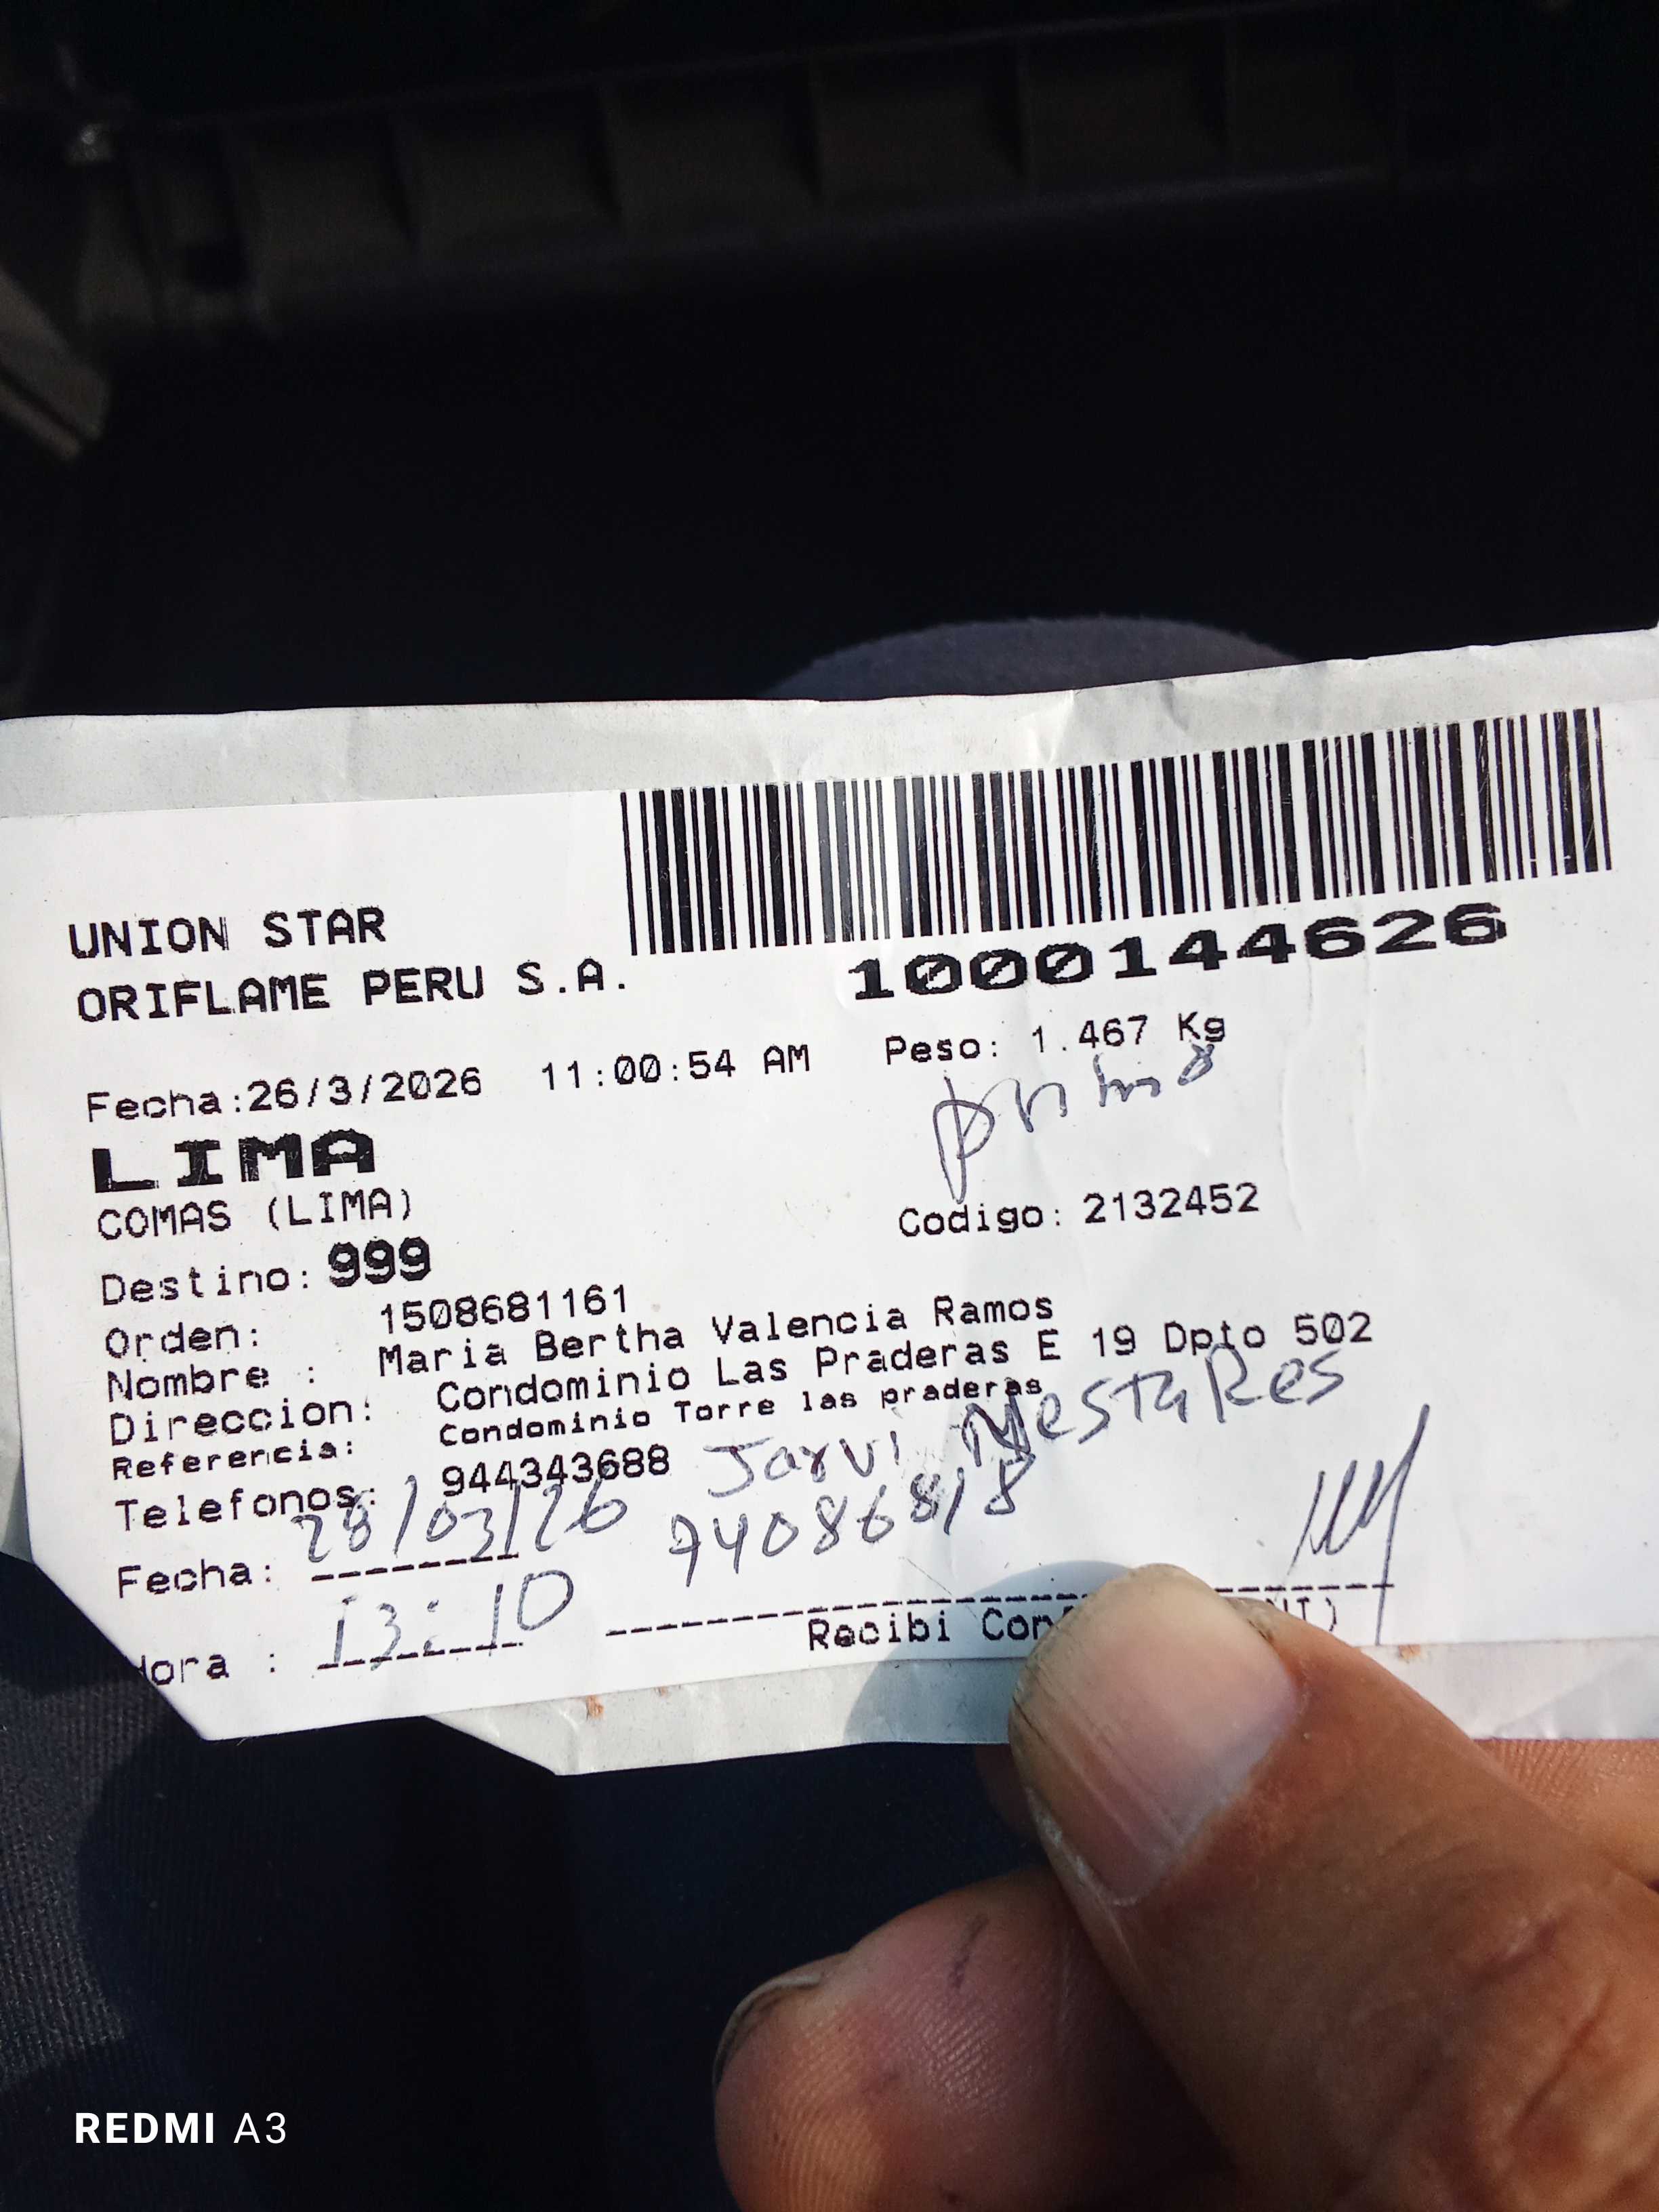 UNION STAR
ORIFLAME PERU S.A.
1000144626
Fecha:26/3/2026 11:00:54 AM Peso: 1.467 Kg
primo
LIMA
COMAS (LIMA)
Codigo: 2132452
Destino: 999
Orden: 1508681161
Nombre : Maria Bertha Valencia Ramos
Direccion: Condominio Las Praderas E 19 Dpto 502
Referencia: Condominio Torre las praderas
Telefonos: 944343688 Jarvi MestaRes
Fecha: 28/03/26 74086818
Hora : 13:10
Recibi
REDMI A3